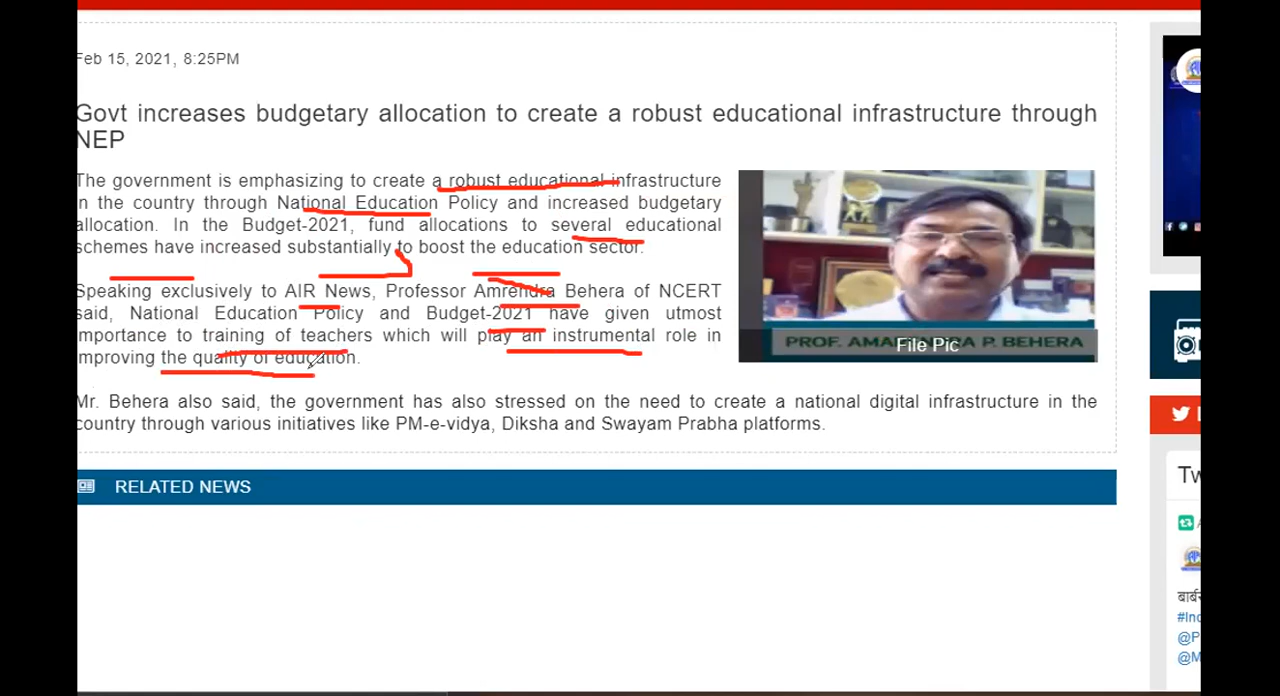 Feb 15, 2021, 8:25PM
Govt increases budgetary allocation to create a robust educational infrastructure through
NEP
The government is emphasizing to create a robust educational infrastructure
in the country through National Education Policy and increased budgetary
allocation. In the Budget-2021, fund allocations to several educational
schemes have increased substantially to boost the education sector.
Speaking exclusively to AIR News, Professor Amrendra Behera of NCERT
said, National Education Policy and Budget-2021 have given utmost
importance to training of teachers which will play an instrumental role in
improving the quality of education.
PROF. AMARENDRA P. BEHERA
File Pic
Mr. Behera also said, the government has also stressed on the need to create a national digital infrastructure in the
country through various initiatives like PM-e-vidya, Diksha and Swayam Prabha platforms.
RELATED NEWS
Tw
#Inc
@P
@M